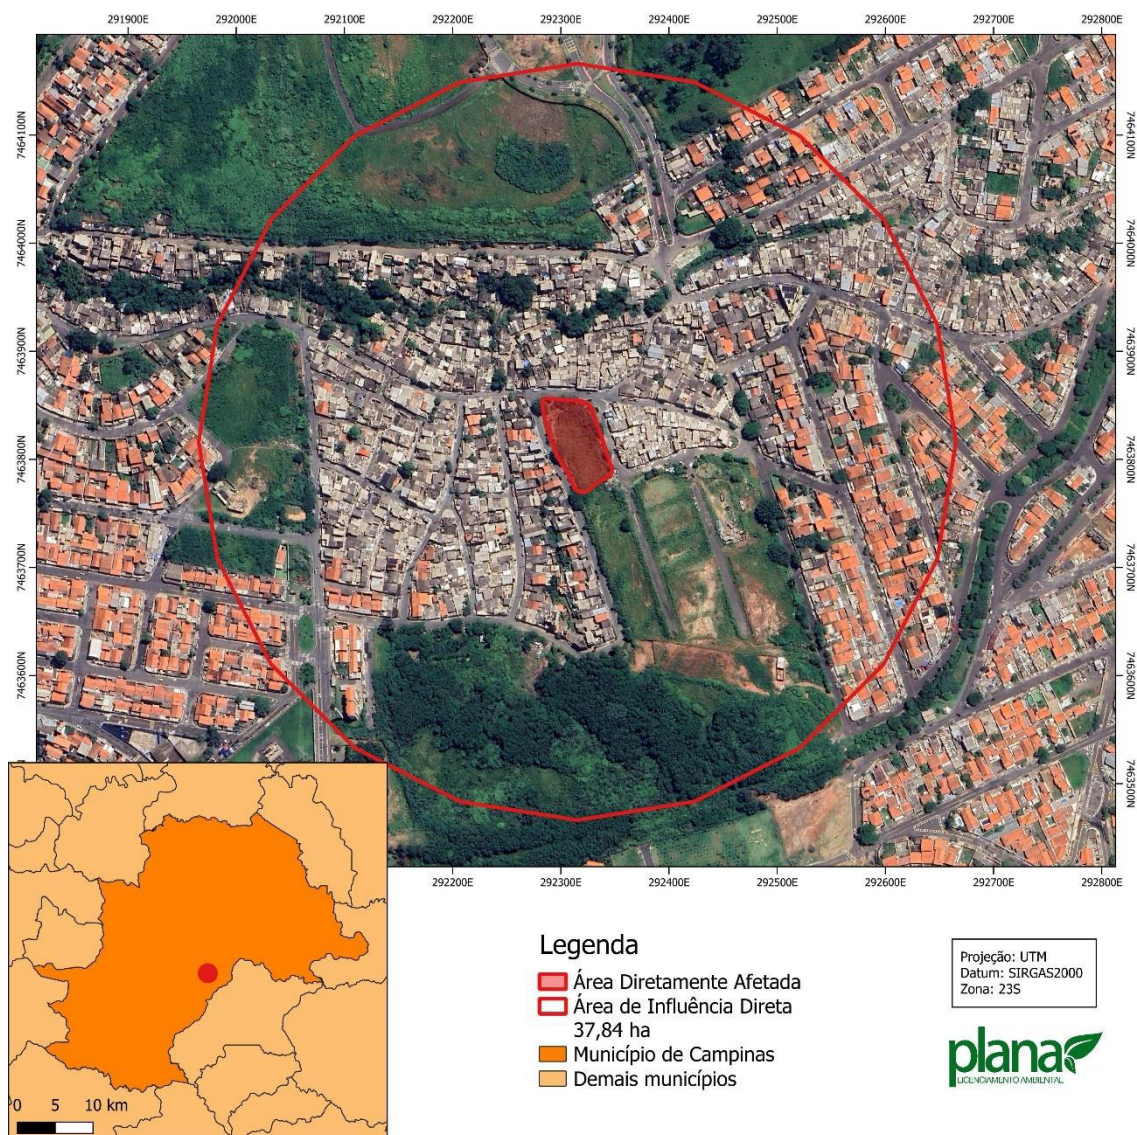 291900E 292000E 292100E 292200E 292300E 292400E 292500E 292600E 292700E 292800E
7464100N 7464100N
7464000N 7464000N
7463900N 7463900N
7463800N 7463800N
7463700N 7463700N
7463600N 7463600N
7463500N
292200E 292300E 292400E 292500E 292600E 292700E 292800E
Legenda
Área Diretamente Afetada
Área de Influência Direta
37,84 ha
Município de Campinas
Demais municípios
Projeção: UTM
Datum: SIRGAS2000
Zona: 23S
plana
LICENCIAMENTO AMBIENTAL
0 5 10 km